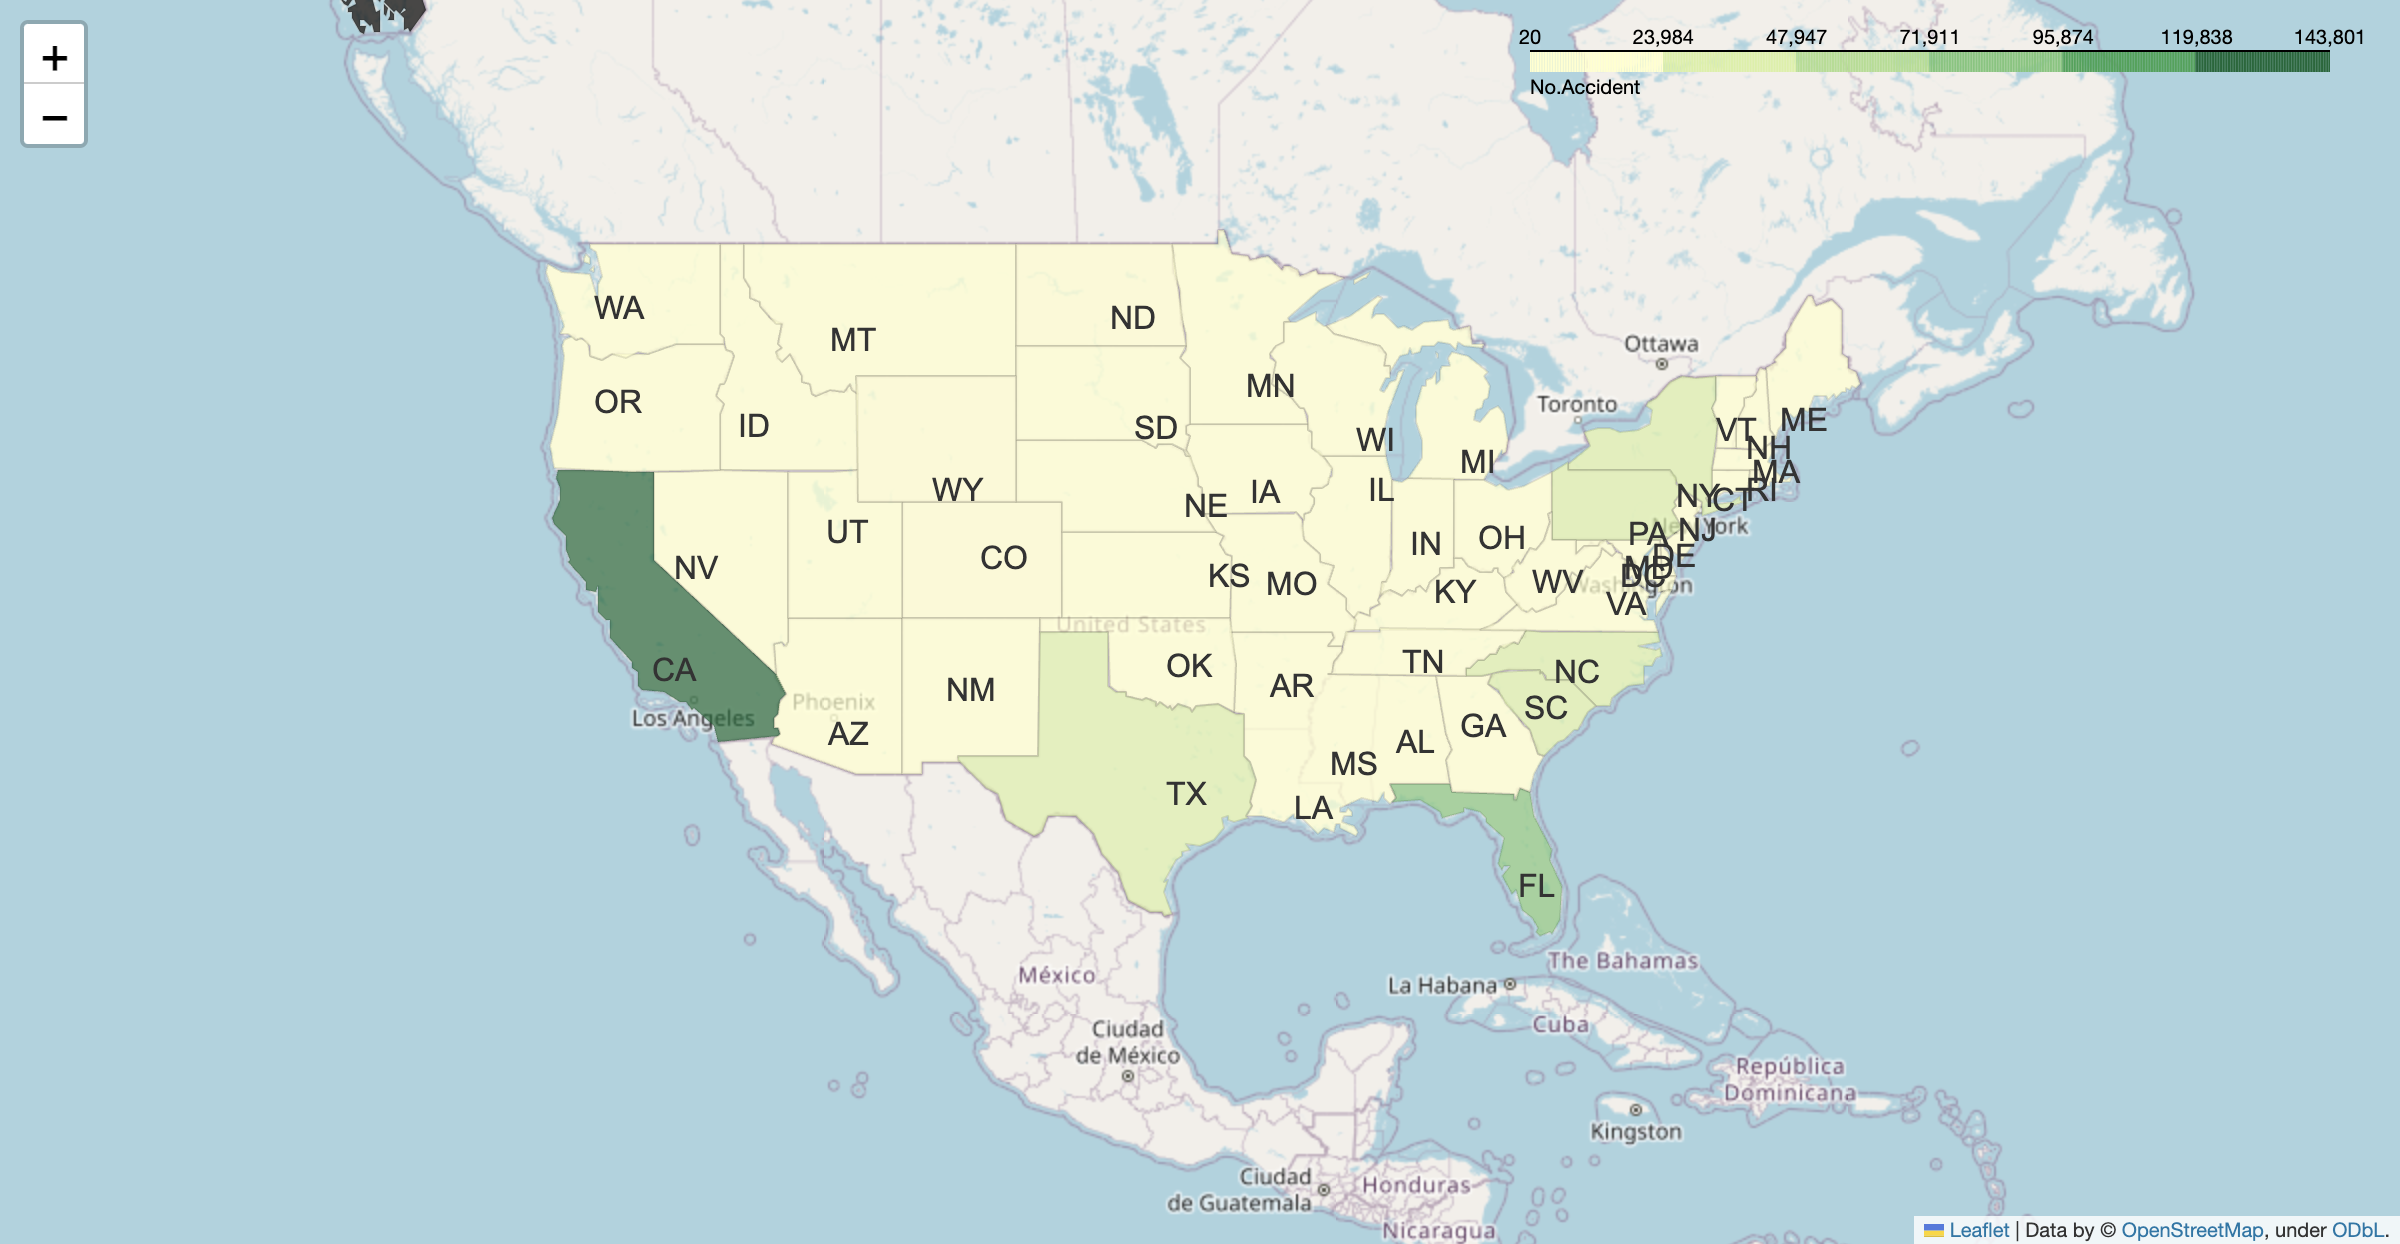 +
−
20 23,984 47,947 71,911 95,874 119,838 143,801
No.Accident
WA
MT
ND
Ottawa
OR
ID
MN
Toronto
SD
WI
VT
ME
NH
MI
MA
WY
NE
IA
IL
NY
CT
RI
UT
CO
IN
OH
PA
NJ
New York
NV
KS
MO
KY
WV
MD
DE
DC
Washington
VA
United States
CA
OK
TN
NC
NM
AR
SC
Phoenix
Los Angeles
AZ
GA
AL
MS
TX
LA
FL
The Bahamas
México
La Habana
Cuba
Ciudad
de México
República
Dominicana
Kingston
Ciudad
de Guatemala
Honduras
Nicaragua
Leaflet | Data by © OpenStreetMap, under ODbL.